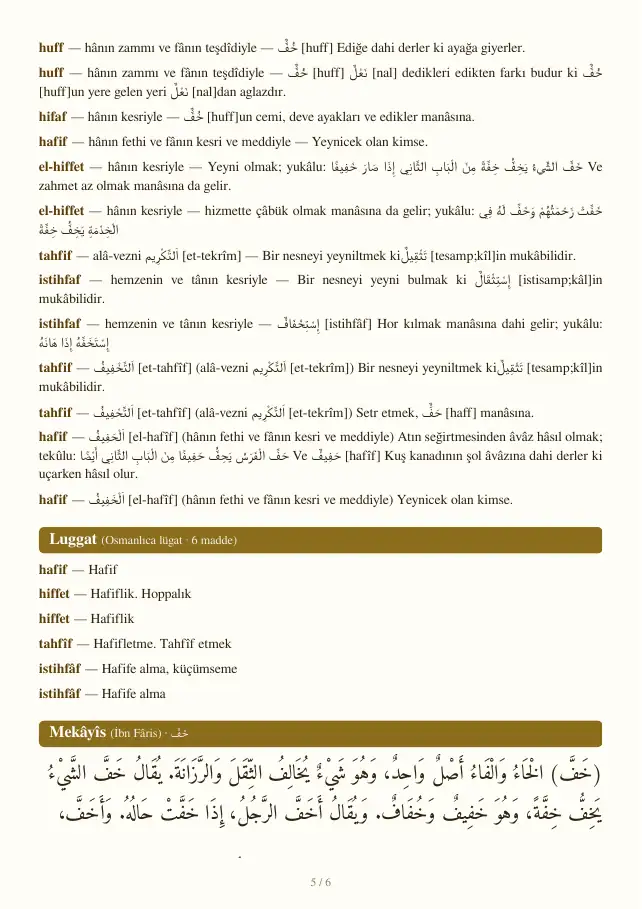 huff — hânın zammı ve fânın teşdîdiyle — خُفٌّ [huff] Ediğe dahi derler ki ayağa giyerler.
huff — hânın zammı ve fânın teşdîdiyle — خُفٌّ [huff] نَعْلٌ [nal] dedikleri edikten farkı budur ki خُفٌّ
[huff]un yere gelen yeri نَعْلٌ [nal]dan aglazdır.
hifaf — hânın kesriyle — خُفٌّ [huff]un cemi, deve ayakları ve edikler manâsına.
hafif — hânın fethi ve fânın kesri ve meddiyle — Yeynicek olan kimse.
el-hiffet — hânın kesriyle — Yeyni olmak; yukâlu: خَفَّ الشَّيءُ يَخِفُّ خِفَّةً مِنَ الْبَابِ الثَّانِي إِذَا صَارَ خَفِيفًا Ve
zahmet az olmak manâsına da gelir.
el-hiffet — hânın kesriyle — hizmette çâbük olmak manâsına da gelir; yukâlu: خَفَّتْ زَحْمَتُهُمْ وَخَفَّ لَهُ فِي
الْخِدْمَةِ يَخِفُّ خِفَّةً
tahfif — alâ-vezni اَلتَّكْرِيم [et-tekrîm] — Bir nesneyi yeyniltmek kiتَثْقِيلٌ [tesamp;kîl]in mukâbilidir.
istihfaf — hemzenin ve tânın kesriyle — Bir nesneyi yeyni bulmak ki إِسْتِثْقَالٌ [istisamp;kâl]in
mukâbilidir.
istihfaf — hemzenin ve tânın kesriyle — إِسْتِخْفَافٌ [istihfâf] Hor kılmak manâsına dahi gelir; yukâlu:
إِسْتَخَفَّهُ إِذَا هَانَهُ
tahfif — اَلتَّخْفِيفُ [et-tahfîf] (alâ-vezni اَلتَّكْرِيم [et-tekrîm]) Bir nesneyi yeyniltmek kiتَثْقِيلٌ [tesamp;kîl]in
mukâbilidir.
tahfif — اَلتَّحْفِيفُ [et-tahfîf] (alâ-vezni اَلتَّكْرِيم [et-tekrîm]) Setr etmek, حَفٌّ [haff] manâsına.
hafif — اَلْحَفِيفُ [el-hafîf] (hânın fethi ve fânın kesri ve meddiyle) Atın seğirtmesinden âvâz hâsıl olmak;
tekûlu: حَفَّ الْفَرَسُ يَحِفُّ حَفِيفًا مِنَ الْبَابِ الثَّانِي أَيْضًا Ve حَفِيفٌ [hafîf] Kuş kanadının şol âvâzına dahi derler ki
uçarken hâsıl olur.
hafif — اَلْخَفِيفُ [el-hafîf] (hânın fethi ve fânın kesri ve meddiyle) Yeynicek olan kimse.
Luggat (Osmanlıca lügat · 6 madde)
hafif — Hafif
hiffet — Hafiflik. Hoppalık
hiffet — Hafiflik
tahfîf — Hafifletme. Tahfîf etmek
istihfâf — Hafife alma, küçümseme
istihfâf — Hafife alma
Mekâyîs (İbn Fâris) · خف
(خَفَّ) الْخَاءُ وَالْفَاءُ أَصْلٌ وَاحِدٌ، وَهُوَ شَيْءٌ يُخَالِفُ الثِّقَلَ وَالرَّزَانَةَ. يُقَالُ خَفَّ الشَّيْءُ
يَخِفُّ خِفَّةً، وَهُوَ خَفِيفٌ وَخُفَافٌ. وَيُقَالُ أَخَفَّ الرَّجُلُ، إِذَا خَفَّتْ حَالُهُ. وَأَخَفَّ،
5 / 6